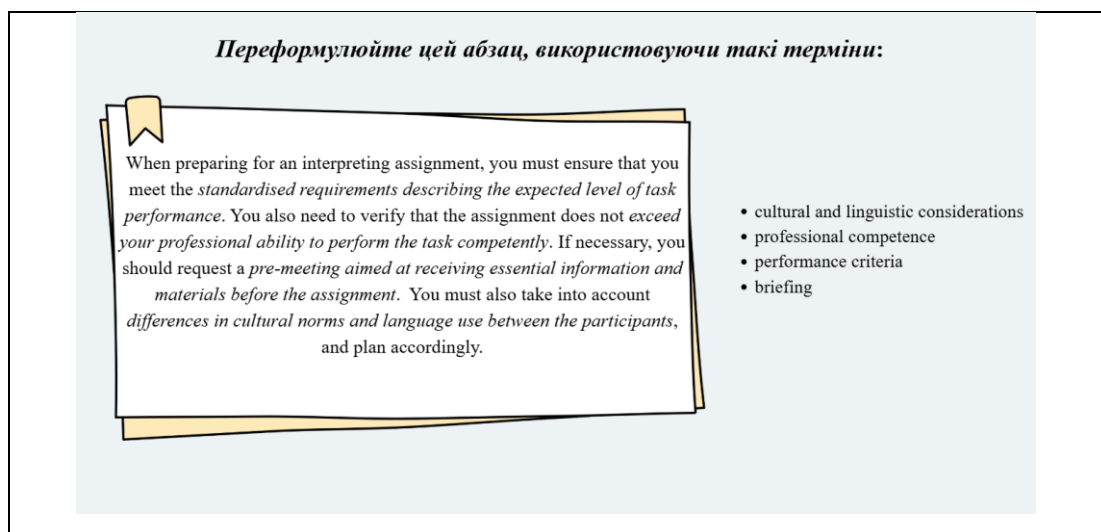 Переформулюйте цей абзац, використовуючи такі терміни:
When preparing for an interpreting assignment, you must ensure that you
meet the standardised requirements describing the expected level of task
performance. You also need to verify that the assignment does not exceed
your professional ability to perform the task competently. If necessary, you
should request a pre-meeting aimed at receiving essential information and
materials before the assignment. You must also take into account
differences in cultural norms and language use between the participants,
and plan accordingly.
• cultural and linguistic considerations
• professional competence
• performance criteria
• briefing